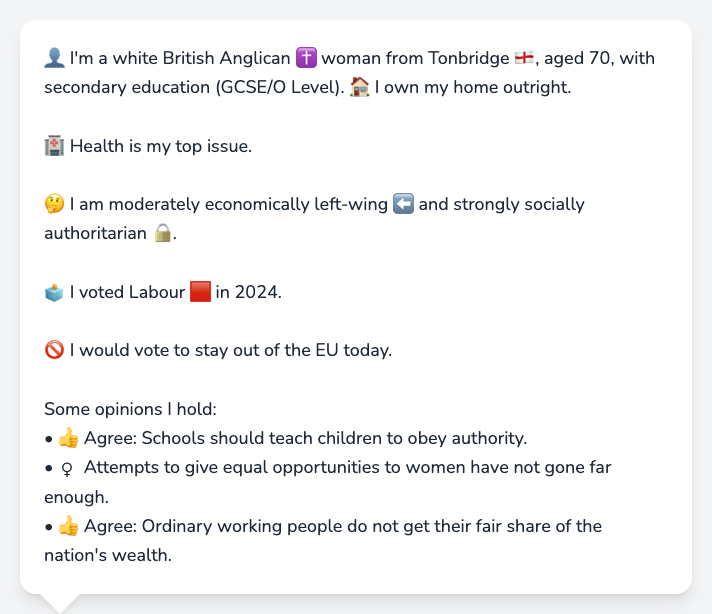 👤 I'm a white British Anglican ✝️ woman from Tonbridge 🏴󠁧󠁢󠁥󠁮󠁧󠁿, aged 70, with
secondary education (GCSE/O Level). 🏠 I own my home outright.
🏥 Health is my top issue.
🤔 I am moderately economically left-wing ⬅️ and strongly socially
authoritarian 🔒.
🗳️ I voted Labour 🟥 in 2024.
🚫 I would vote to stay out of the EU today.
Some opinions I hold:
• 👍 Agree: Schools should teach children to obey authority.
• ♀ Attempts to give equal opportunities to women have not gone far
enough.
• 👍 Agree: Ordinary working people do not get their fair share of the
nation's wealth.